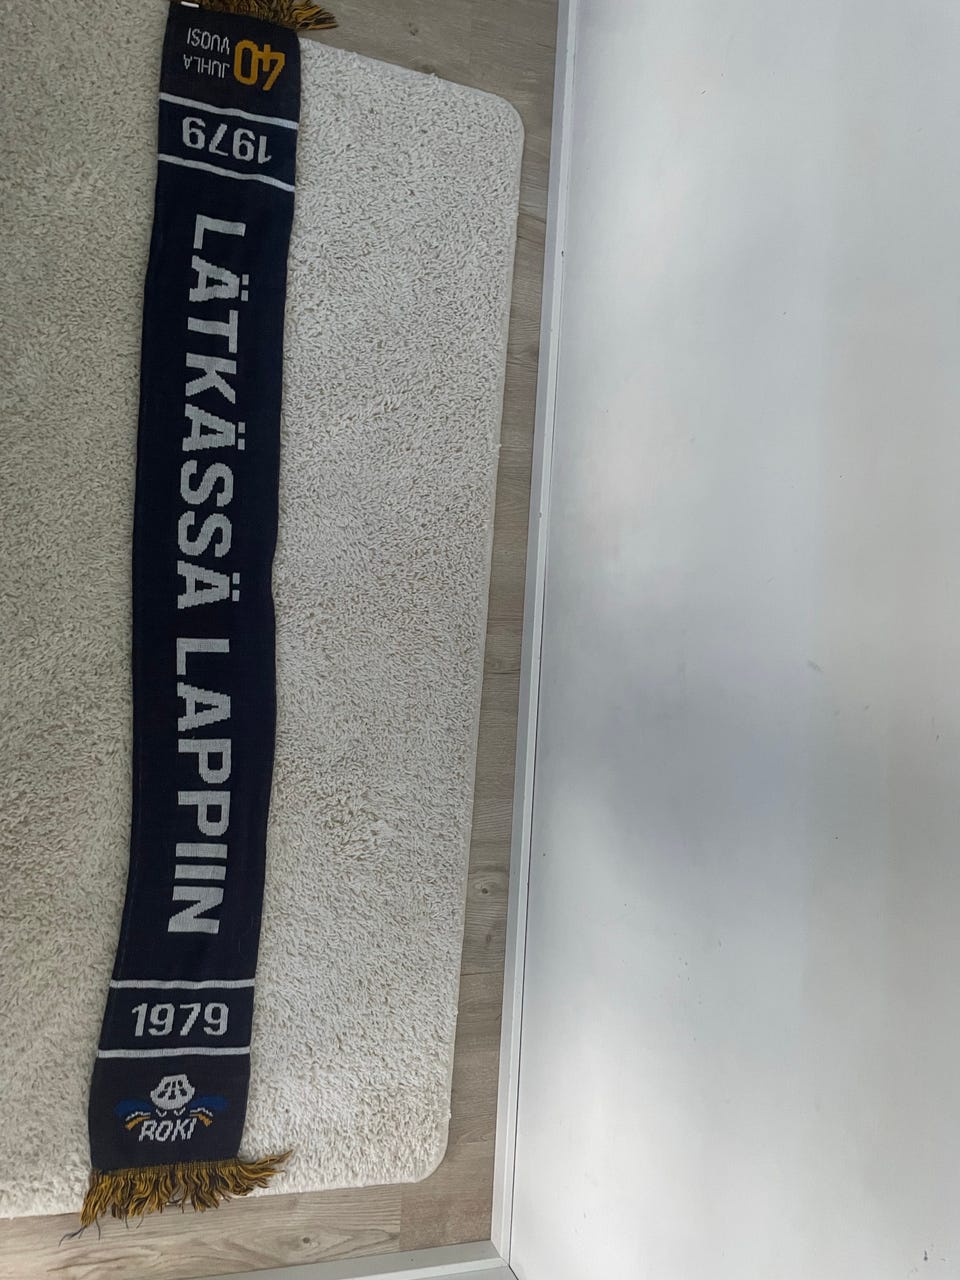 40
JUHLA
VUOSI
1979
LÄTKÄSSÄ LAPPIIN
1979
ROKI